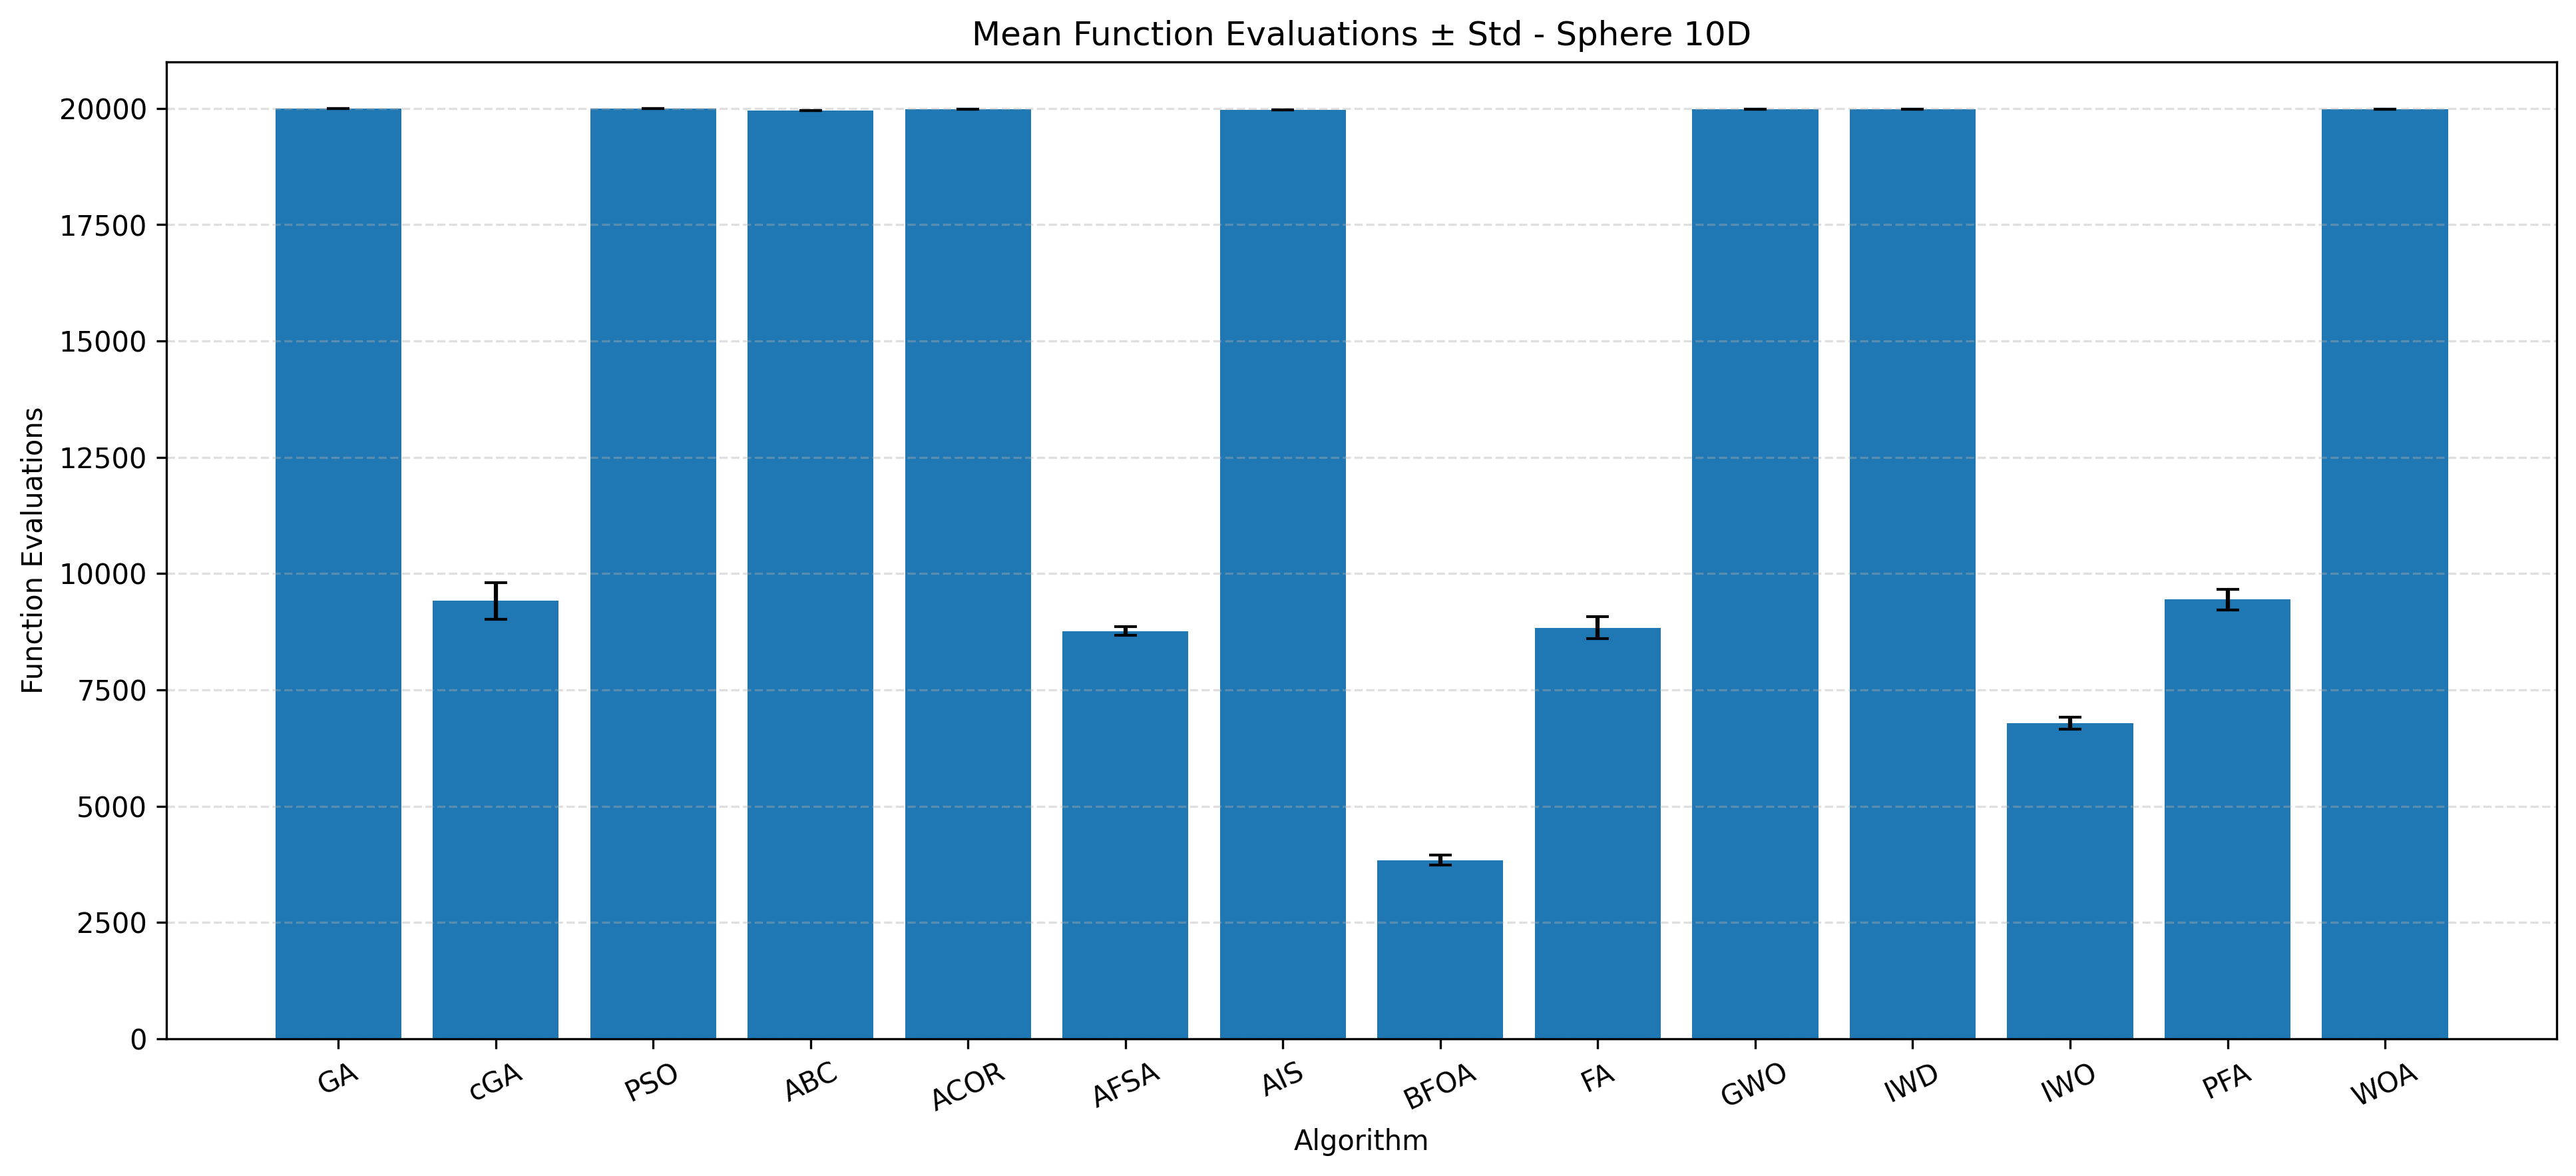 Mean Function Evaluations ± Std - Sphere 10D
Function Evaluations
20000
17500
15000
12500
10000
7500
5000
2500
0
GA
cGA
PSO
ABC
ACOR
AFSA
AIS
BFOA
FA
GWO
IWD
IWO
PFA
WOA
Algorithm